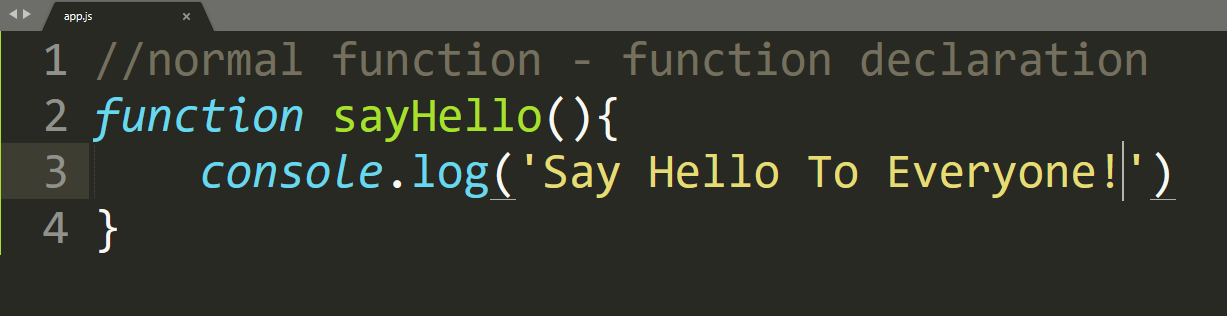 app.js ×
1 //normal function - function declaration
2 function sayHello(){
3     console.log('Say Hello To Everyone!')
4 }